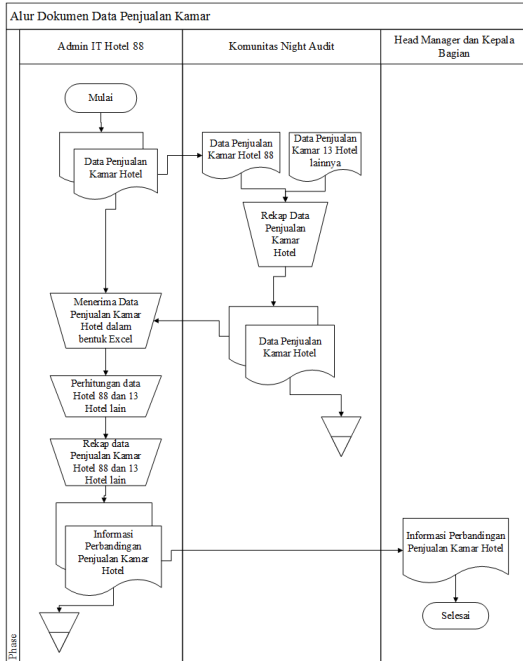 Alur Dokumen Data Penjualan Kamar
Admin IT Hotel 88
Komunitas Night Audit
Head Manager dan Kepala
Bagian
Mulai
Data Penjualan
Kamar Hotel
Data Penjualan
Kamar Hotel 88
Data Penjualan
Kamar 13 Hotel
lainnya
Rekap Data
Penjualan
Kamar
Hotel
Menerima Data
Penjualan Kamar
Hotel dalam
bentuk Excel
Data Penjualan
Kamar Hotel
Perhitungan data
Hotel 88 dan 13
Hotel lain
Rekap data
Penjualan Kamar
Hotel 88 dan 13
Hotel lain
Informasi
Perbandingan
Penjualan Kamar
Hotel
Informasi Perbandingan
Penjualan Kamar Hotel
Selesai
Phase